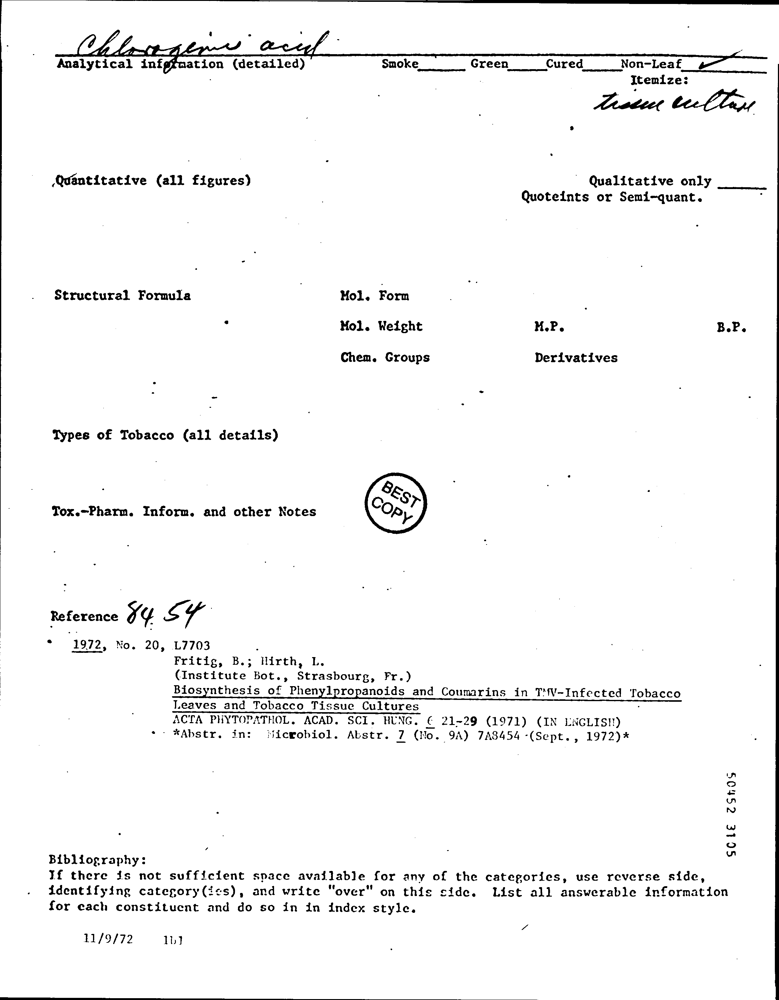 Chlorogenic acid
Analytical information (detailed) Smoke____ Green____ Cured____ Non-Leaf ✓
Itemize:
tissue culture
Quantitative (all figures) Qualitative only ____
Quoteints or Semi-quant.
Structural Formula Mol. Form
Mol. Weight M.P. B.P.
Chem. Groups Derivatives
Types of Tobacco (all details)
BEST
COPY
Tox.-Pharm. Inform. and other Notes
Reference 84 54
1972, No. 20, L7703
Fritig, B.; Hirth, L.
(Institute Bot., Strasbourg, Fr.)
Biosynthesis of Phenylpropanoids and Coumarins in TMV-Infected Tobacco
Leaves and Tobacco Tissue Cultures
ACTA PHYTOPATHOL. ACAD. SCI. HUNG. 6 21-29 (1971) (IN ENGLISH)
*Abstr. in: Microbiol. Abstr. 7 (No. 9A) 7A8454 (Sept., 1972)*
50452 3105
Bibliography:
If there is not sufficient space available for any of the categories, use reverse side,
identifying category(ies), and write "over" on this side. List all answerable information
for each constituent and do so in in index style.
11/9/72